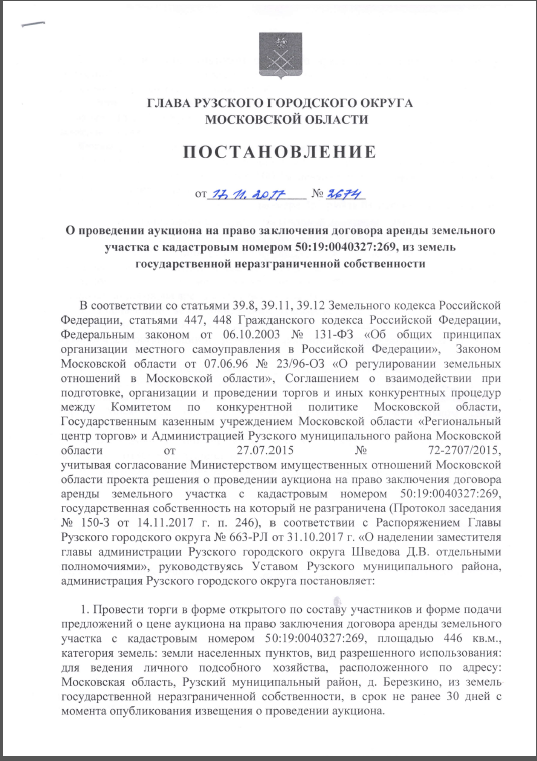 ГЛАВА РУЗСКОГО ГОРОДСКОГО ОКРУГА
МОСКОВСКОЙ ОБЛАСТИ
ПОСТАНОВЛЕНИЕ
от 17.11.2017 № 2674
О проведении аукциона на право заключения договора аренды земельного
участка с кадастровым номером 50:19:0040327:269, из земель
государственной неразграниченной собственности
В соответствии со статьями 39.8, 39.11, 39.12 Земельного кодекса Российской
Федерации, статьями 447, 448 Гражданского кодекса Российской Федерации,
Федеральным законом от 06.10.2003 № 131-ФЗ «Об общих принципах
организации местного самоуправления в Российской Федерации», Законом
Московской области от 07.06.96 № 23/96-ОЗ «О регулировании земельных
отношений в Московской области», Соглашением о взаимодействии при
подготовке, организации и проведении торгов и иных конкурентных процедур
между Комитетом по конкурентной политике Московской области,
Государственным казенным учреждением Московской области «Региональный
центр торгов» и Администрацией Рузского муниципального района Московской
области от 27.07.2015 № 72-2707/2015,
учитывая согласование Министерством имущественных отношений Московской
области проекта решения о проведении аукциона на право заключения договора
аренды земельного участка с кадастровым номером 50:19:0040327:269,
государственная собственность на который не разграничена (Протокол заседания
№ 150-З от 14.11.2017 г. п. 246), в соответствии с Распоряжением Главы
Рузского городского округа № 663-РЛ от 31.10.2017 г. «О наделении заместителя
главы администрации Рузского городского округа Шведова Д.В. отдельными
полномочиями», руководствуясь Уставом Рузского муниципального района,
администрация Рузского городского округа постановляет:
1. Провести торги в форме открытого по составу участников и форме подачи
предложений о цене аукциона на право заключения договора аренды земельного
участка с кадастровым номером 50:19:0040327:269, площадью 446 кв.м.,
категория земель: земли населенных пунктов, вид разрешенного использования:
для ведения личного подсобного хозяйства, расположенного по адресу:
Московская область, Рузский муниципальный район, д. Березкино, из земель
государственной неразграниченной собственности, в срок не ранее 30 дней с
момента опубликования извещения о проведении аукциона.